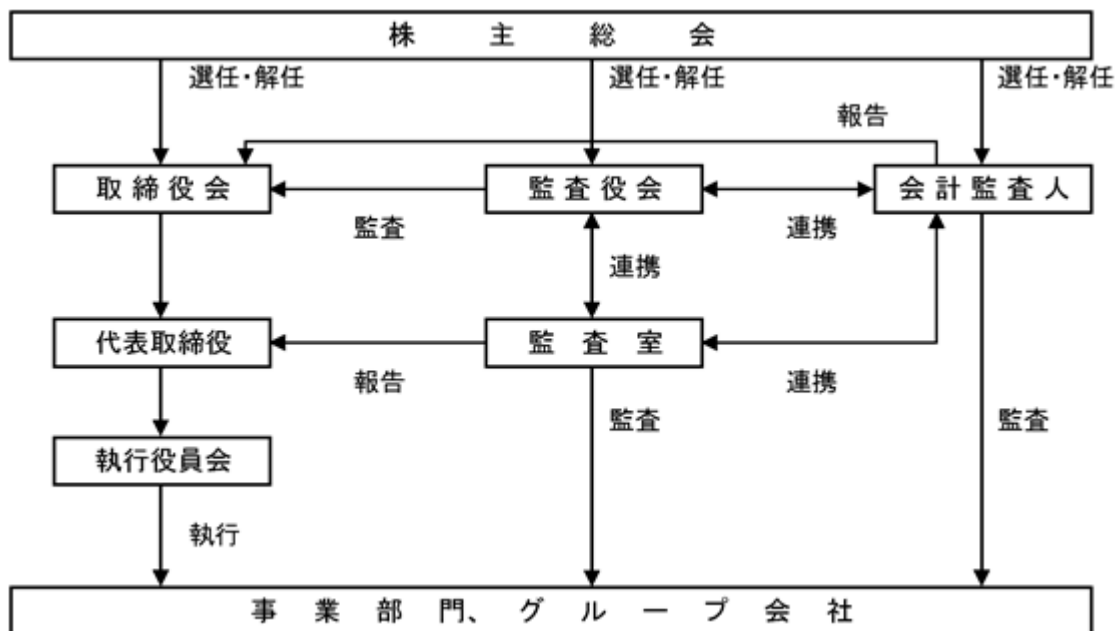 株主総会
選任・解任
選任・解任
選任・解任
報告
取締役会
監査役会
会計監査人
監査
連携
連携
代表取締役
監査室
報告
連携
監査
監査
執行役員会
執行
事業部門、グループ会社